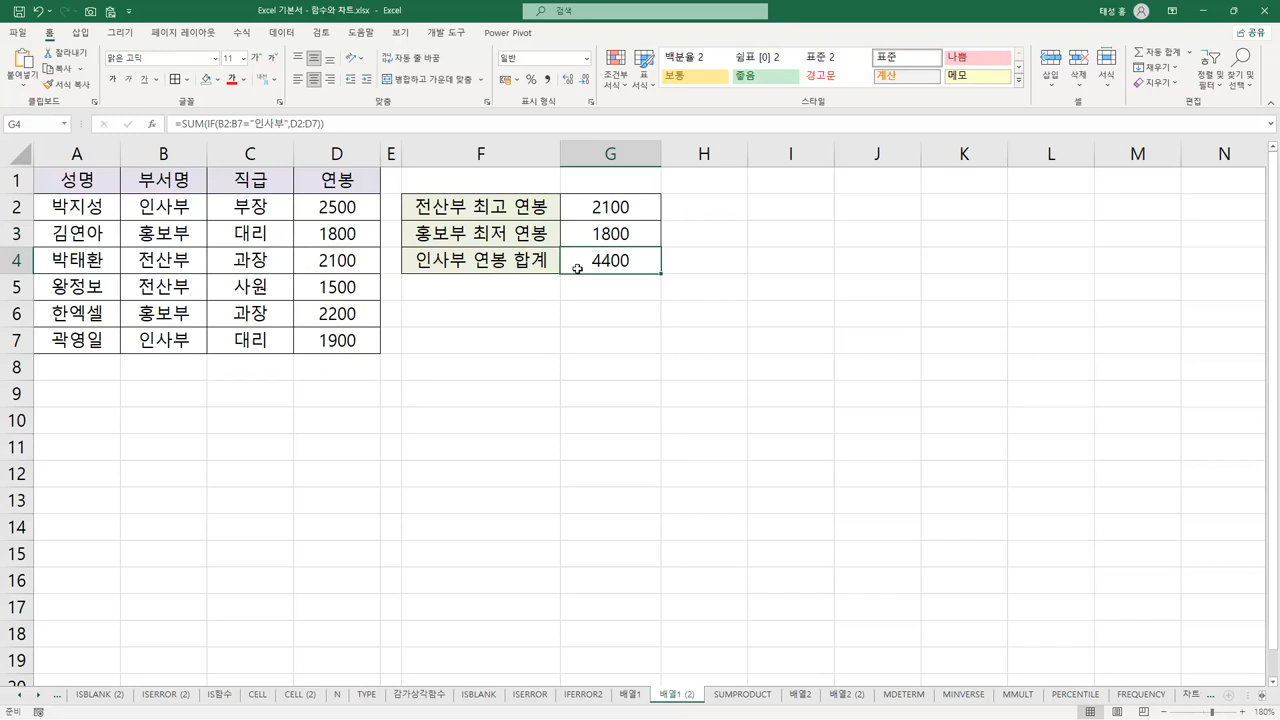 Excel 기본서 - 함수와 차트.xlsx - Excel
검색
태성 홍
파일 홈 삽입 그리기 페이지 레이아웃 수식 데이터 검토 보기 개발 도구 도움말 Power Pivot
공유
붙여넣기
잘라내기
복사
서식 복사
클립보드
맑은 고딕 11
가 가 가
글꼴
자동 줄 바꿈
병합하고 가운데 맞춤
맞춤
일반
표시 형식
조건부 서식
표 서식
백분율 2 쉼표 [0] 2 표준 2 표준 나쁨
보통 좋음 경고문 계산 메모
스타일
삽입 삭제 서식
셀
자동 합계
채우기
지우기
정렬 및 필터
찾기 및 선택
편집
G4 fx =SUM(IF(B2:B7="인사부",D2:D7))
A B C D E F G H I J K L M N
1 성명 부서명 직급 연봉
2 박지성 인사부 부장 2500 전산부 최고 연봉 2100
3 김연아 홍보부 대리 1800 홍보부 최저 연봉 1800
4 박태환 전산부 과장 2100 인사부 연봉 합계 4400
5 왕정보 전산부 사원 1500
6 한엑셀 홍보부 과장 2200
7 곽영일 인사부 대리 1900
8
9
10
11
12
13
14
15
16
17
18
19
20
... ISBLANK (2) ISERROR (2) IS함수 CELL CELL (2) N TYPE 감가상각함수 ISBLANK ISERROR IFERROR2 배열1 배열1 (2) SUMPRODUCT 배열2 배열2 (2) MDETERM MINVERSE MMULT PERCENTILE FREQUENCY 차트 ...
준비
180%